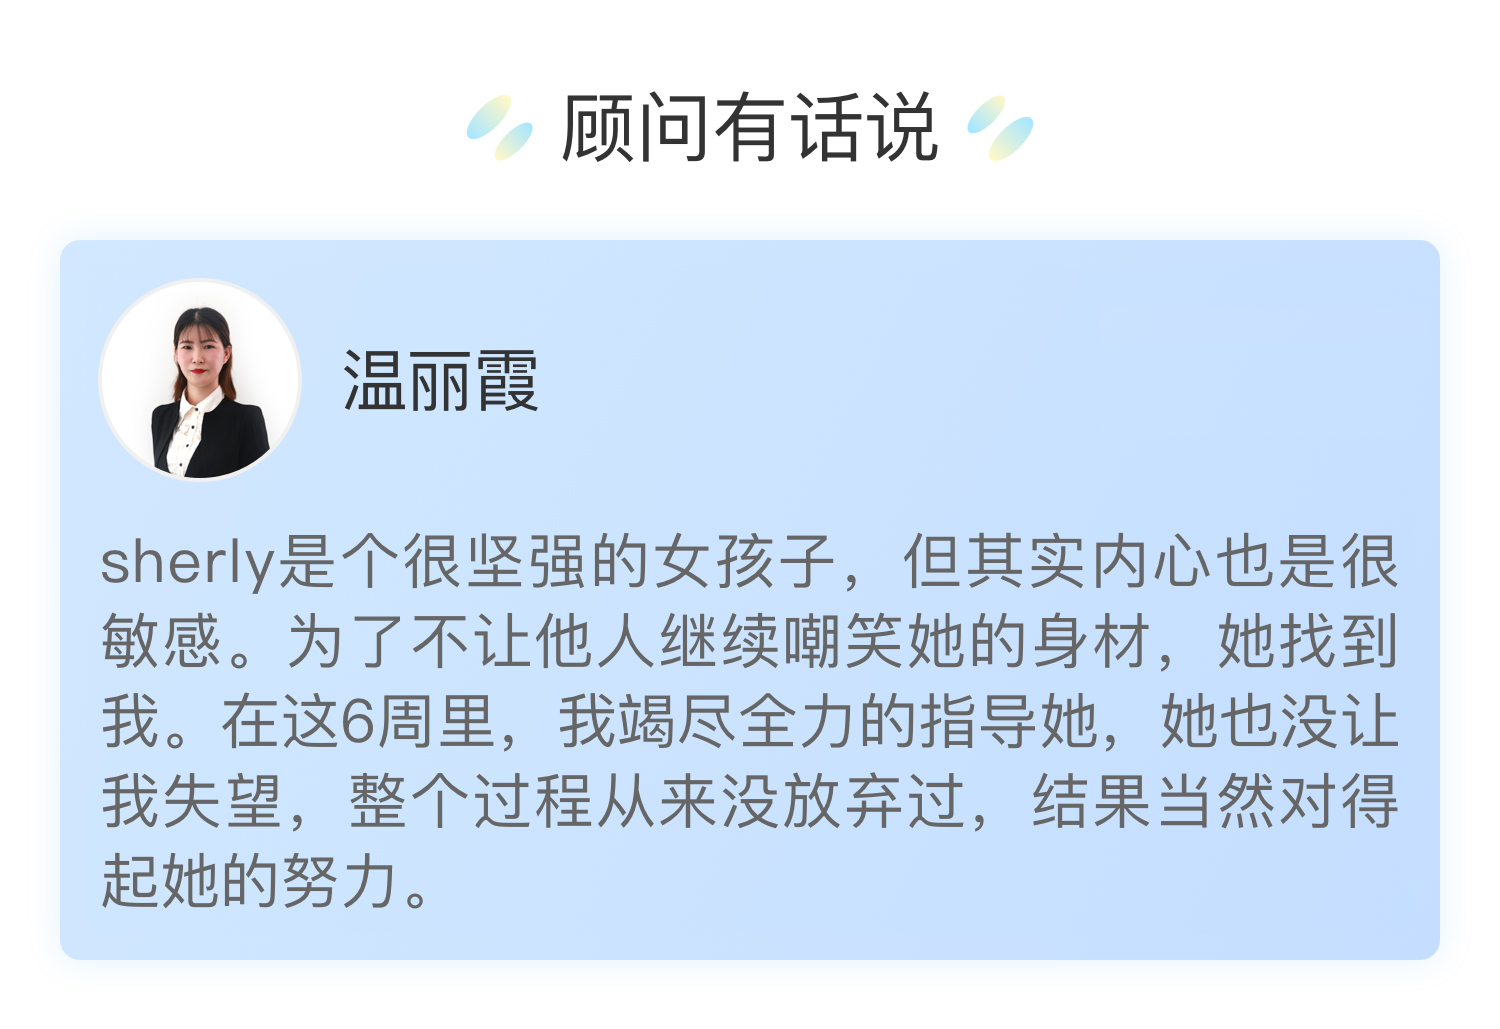 顾问有话说
温丽霞
sherly是个很坚强的女孩子，但其实内心也是很
敏感。为了不让他人继续嘲笑她的身材，她找到
我。在这6周里，我竭尽全力的指导她，她也没让
我失望，整个过程从来没放弃过，结果当然对得
起她的努力。